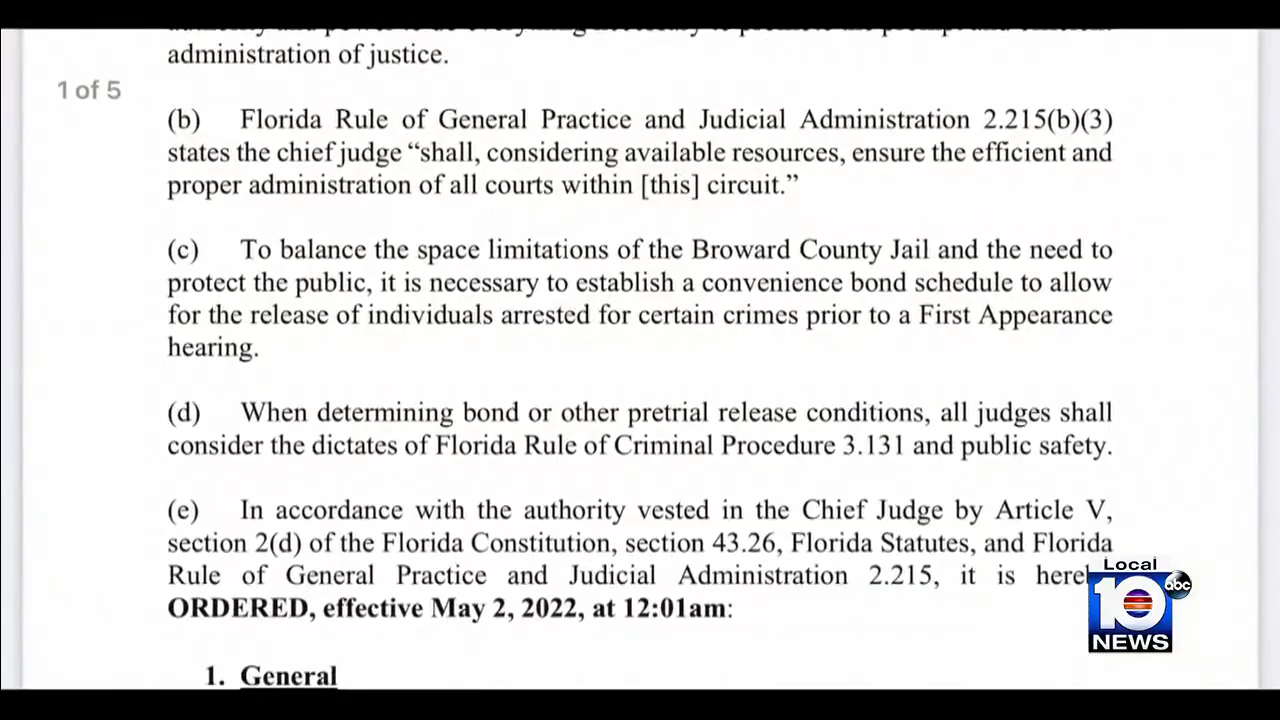 administration of justice.
1 of 5
(b) Florida Rule of General Practice and Judicial Administration 2.215(b)(3)
states the chief judge “shall, considering available resources, ensure the efficient and
proper administration of all courts within [this] circuit.”
(c) To balance the space limitations of the Broward County Jail and the need to
protect the public, it is necessary to establish a convenience bond schedule to allow
for the release of individuals arrested for certain crimes prior to a First Appearance
hearing.
(d) When determining bond or other pretrial release conditions, all judges shall
consider the dictates of Florida Rule of Criminal Procedure 3.131 and public safety.
(e) In accordance with the authority vested in the Chief Judge by Article V,
section 2(d) of the Florida Constitution, section 43.26, Florida Statutes, and Florida
Rule of General Practice and Judicial Administration 2.215, it is
ORDERED, effective May 2, 2022, at 12:01am:
1. General
Local
10
abc
NEWS